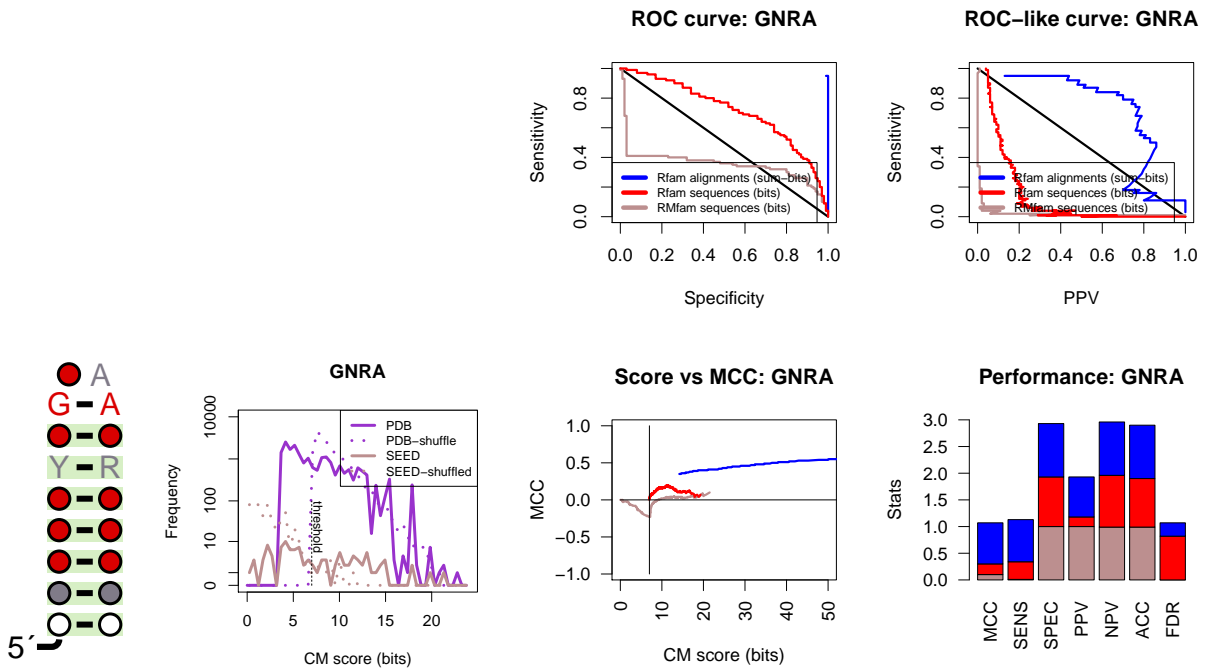 ROC curve: GNRA
Sensitivity
0.0 0.4 0.8
Rfam alignments (sum−bits)
Rfam sequences (bits)
RMfam sequences (bits)
0.0 0.2 0.4 0.6 0.8 1.0
Specificity
ROC−like curve: GNRA
Sensitivity
0.0 0.4 0.8
Rfam alignments (sum−bits)
Rfam sequences (bits)
RMfam sequences (bits)
0.0 0.2 0.4 0.6 0.8 1.0
PPV
A
G A
Y R
5´
GNRA
Frequency
0 10 100 10000
PDB
PDB−shuffle
SEED
SEED−shuffled
threshold
0 5 10 15 20
CM score (bits)
Score vs MCC: GNRA
MCC
−1.0 −0.5 0.0 0.5 1.0
0 10 20 30 40 50
CM score (bits)
Performance: GNRA
Stats
0.0 0.5 1.0 1.5 2.0 2.5 3.0
MCC SENS SPEC PPV NPV ACC FDR